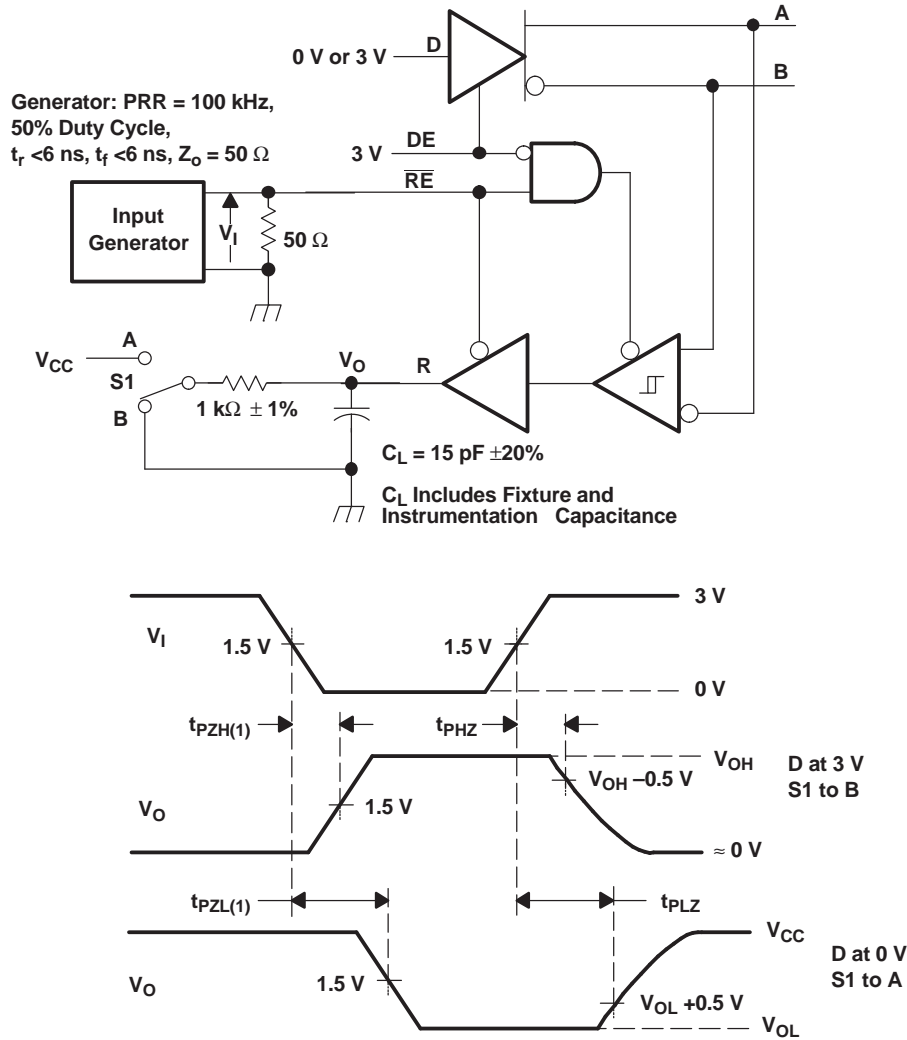 A
D
0 V or 3 V
B
Generator: PRR = 100 kHz,
50% Duty Cycle,
t_r <6 ns, t_f <6 ns, Z_o = 50 Ω
DE
3 V
R̅E̅
Input
Generator
V_I
50 Ω
A
V_CC
S1
B
1 kΩ ± 1%
V_O
R
C_L = 15 pF ±20%
C_L Includes Fixture and
Instrumentation Capacitance
3 V
V_I
1.5 V
1.5 V
0 V
t_PZH(1)
t_PHZ
V_OH
D at 3 V
S1 to B
V_OH –0.5 V
V_O
1.5 V
≈ 0 V
t_PZL(1)
t_PLZ
V_CC
D at 0 V
S1 to A
V_O
1.5 V
V_OL +0.5 V
V_OL